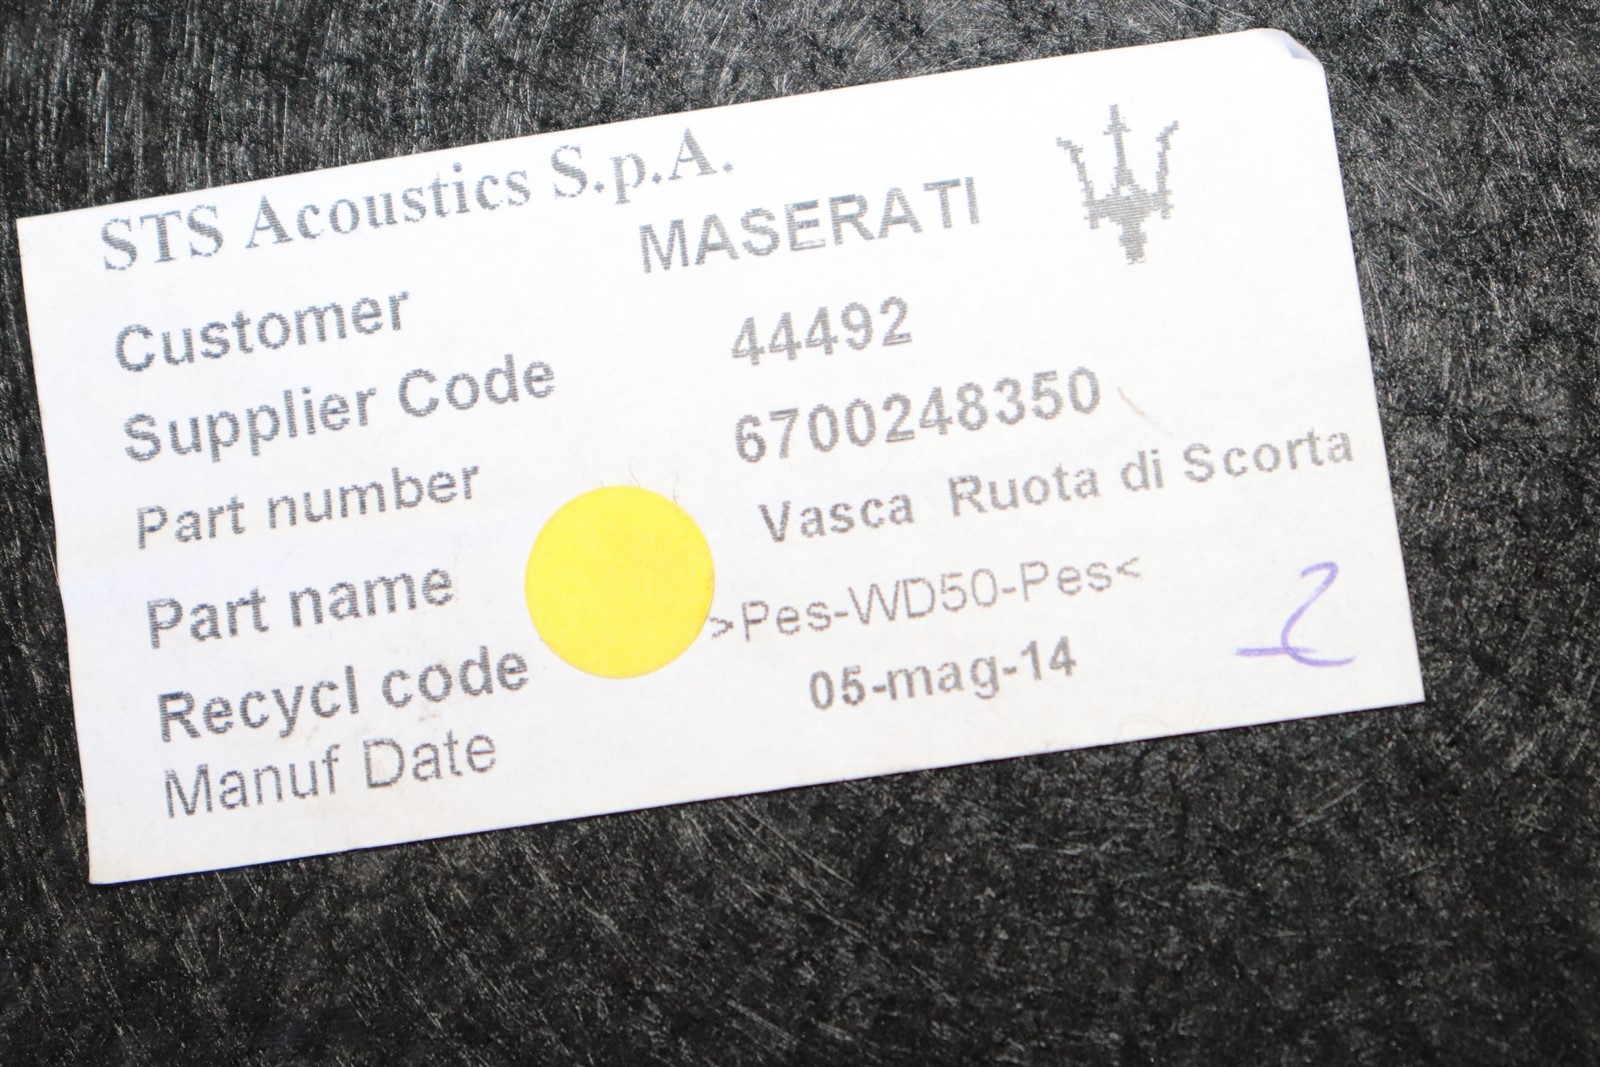 STS Acoustics S.p.A.
Customer MASERATI
Supplier Code 44492
Part number 6700248350
Part name Vasca Ruota di Scorta
Recycl code >Pes-WD50-Pes<
Manuf Date 05-mag-14